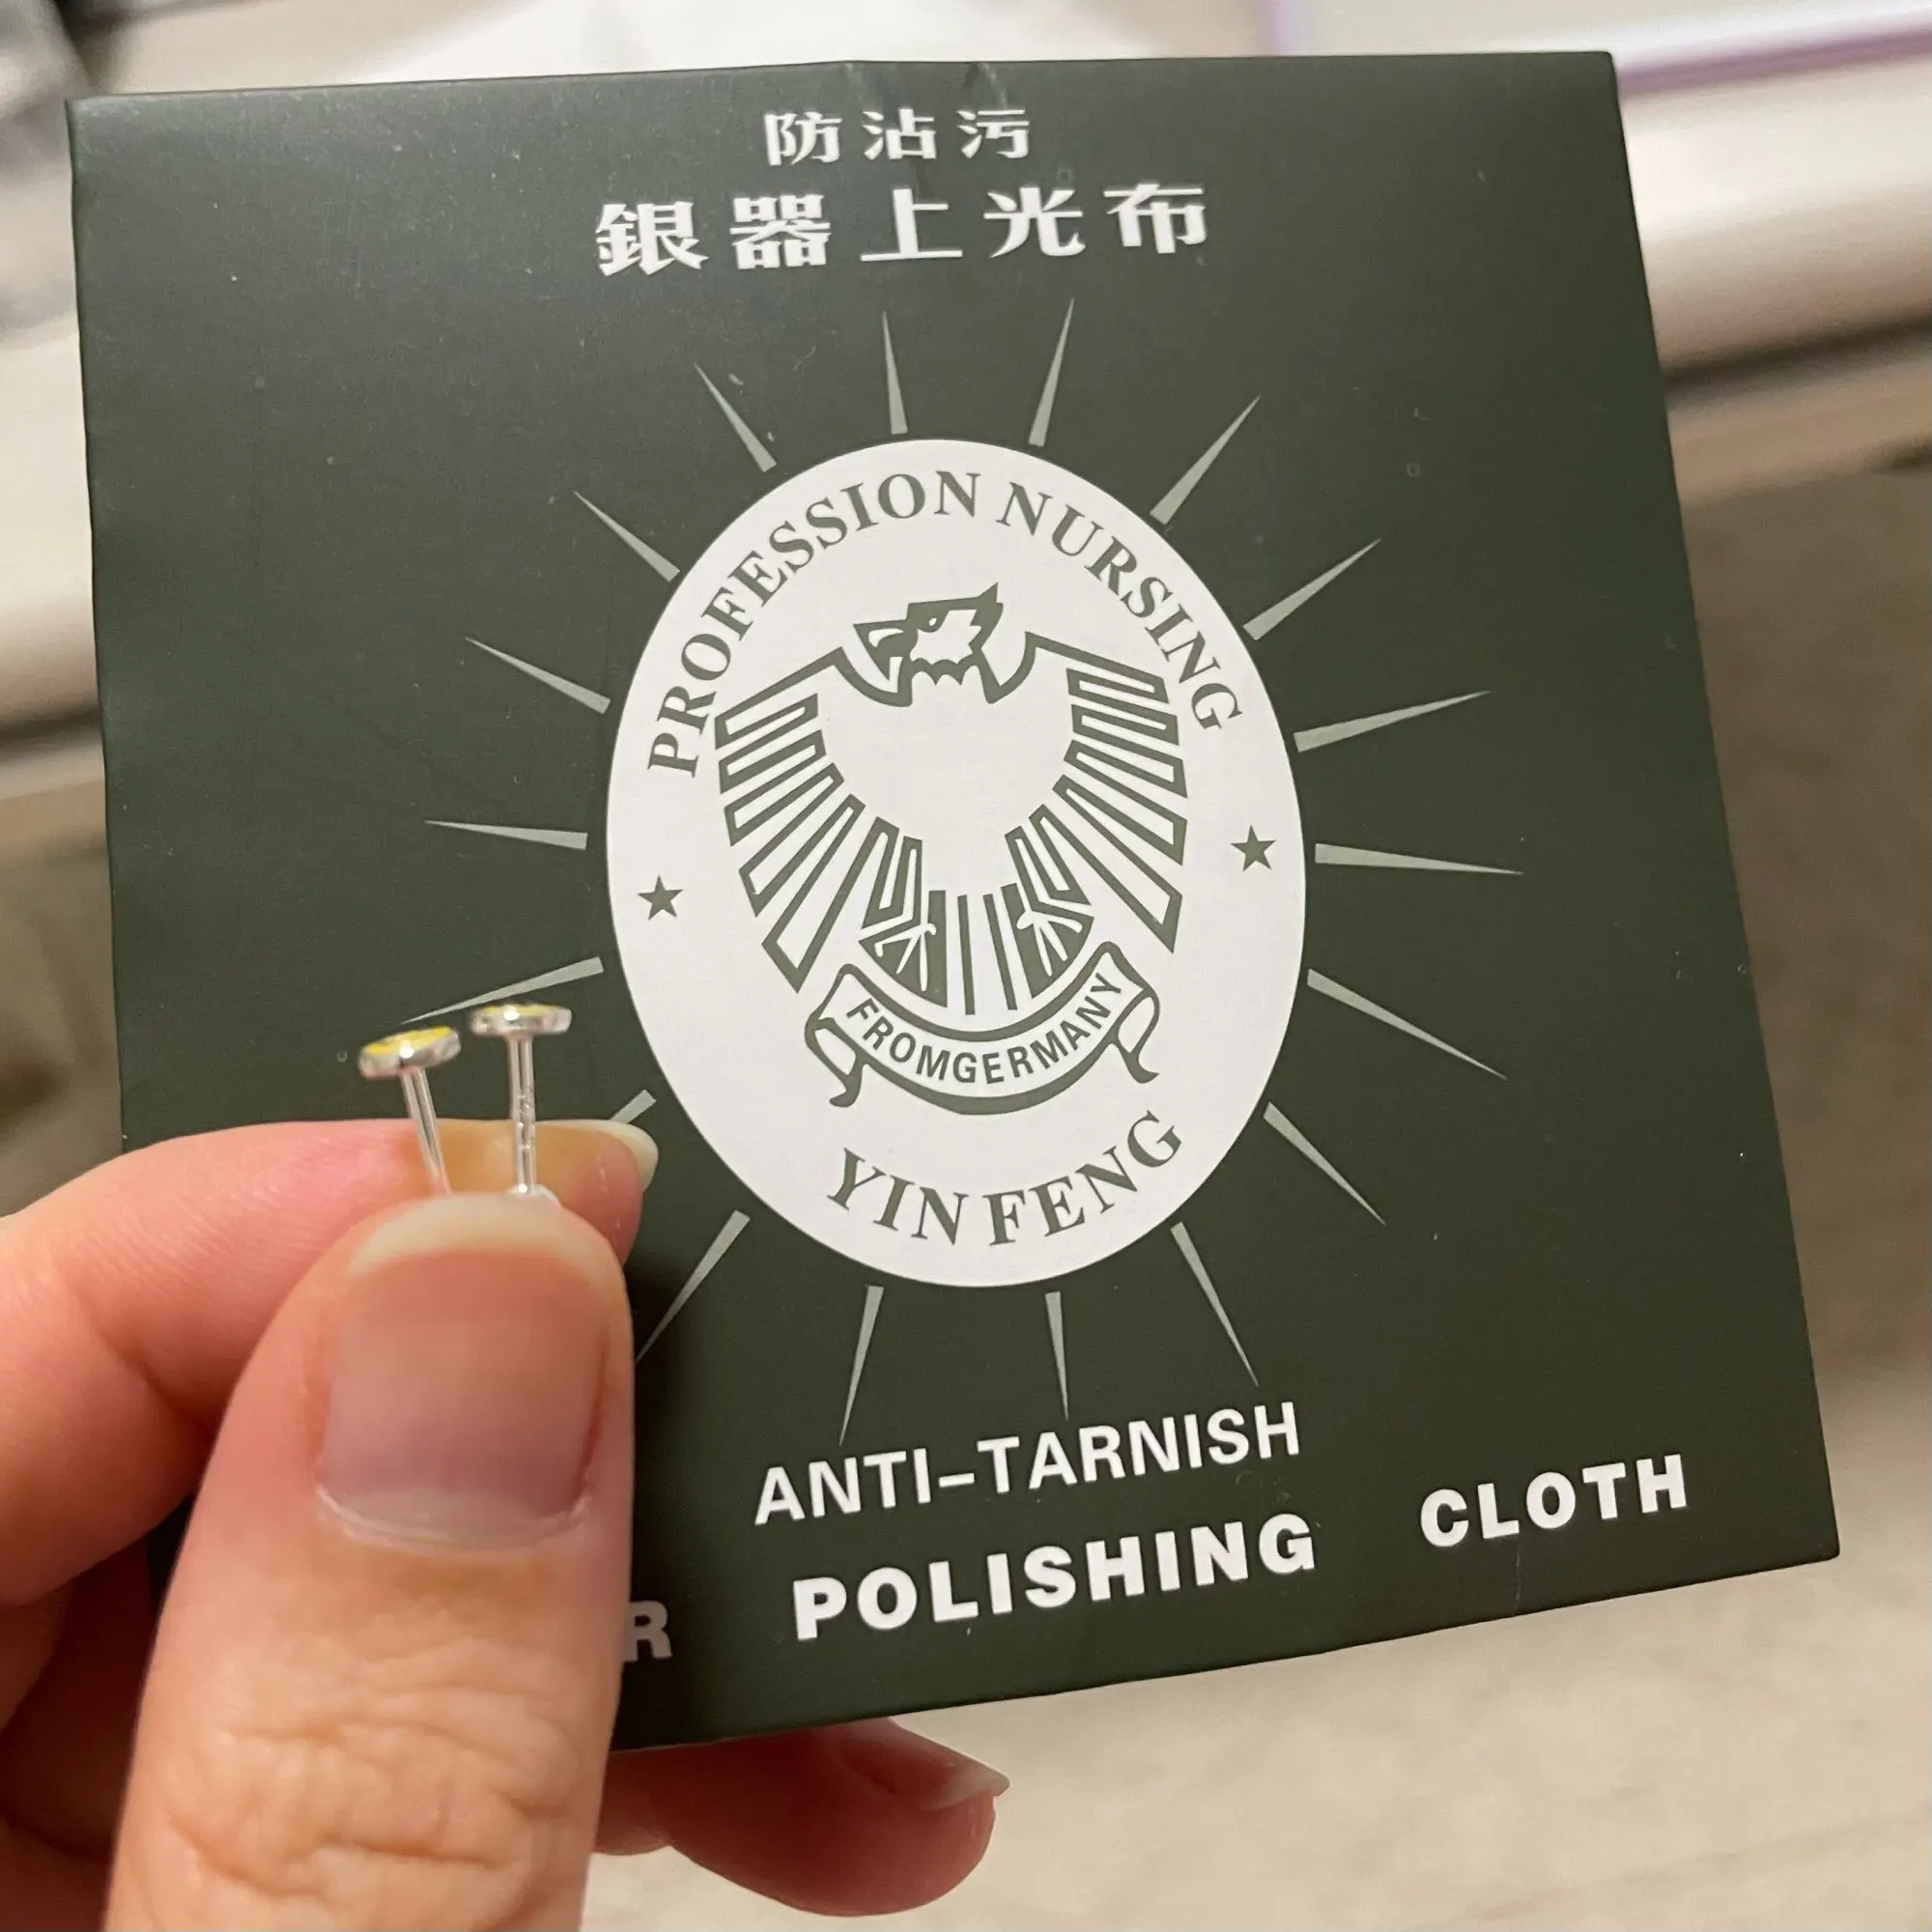 防沾污
銀器上光布
PROFESSION NURSING
FROMGERMANY
YIN FENG
ANTI-TARNISH
POLISHING CLOTH